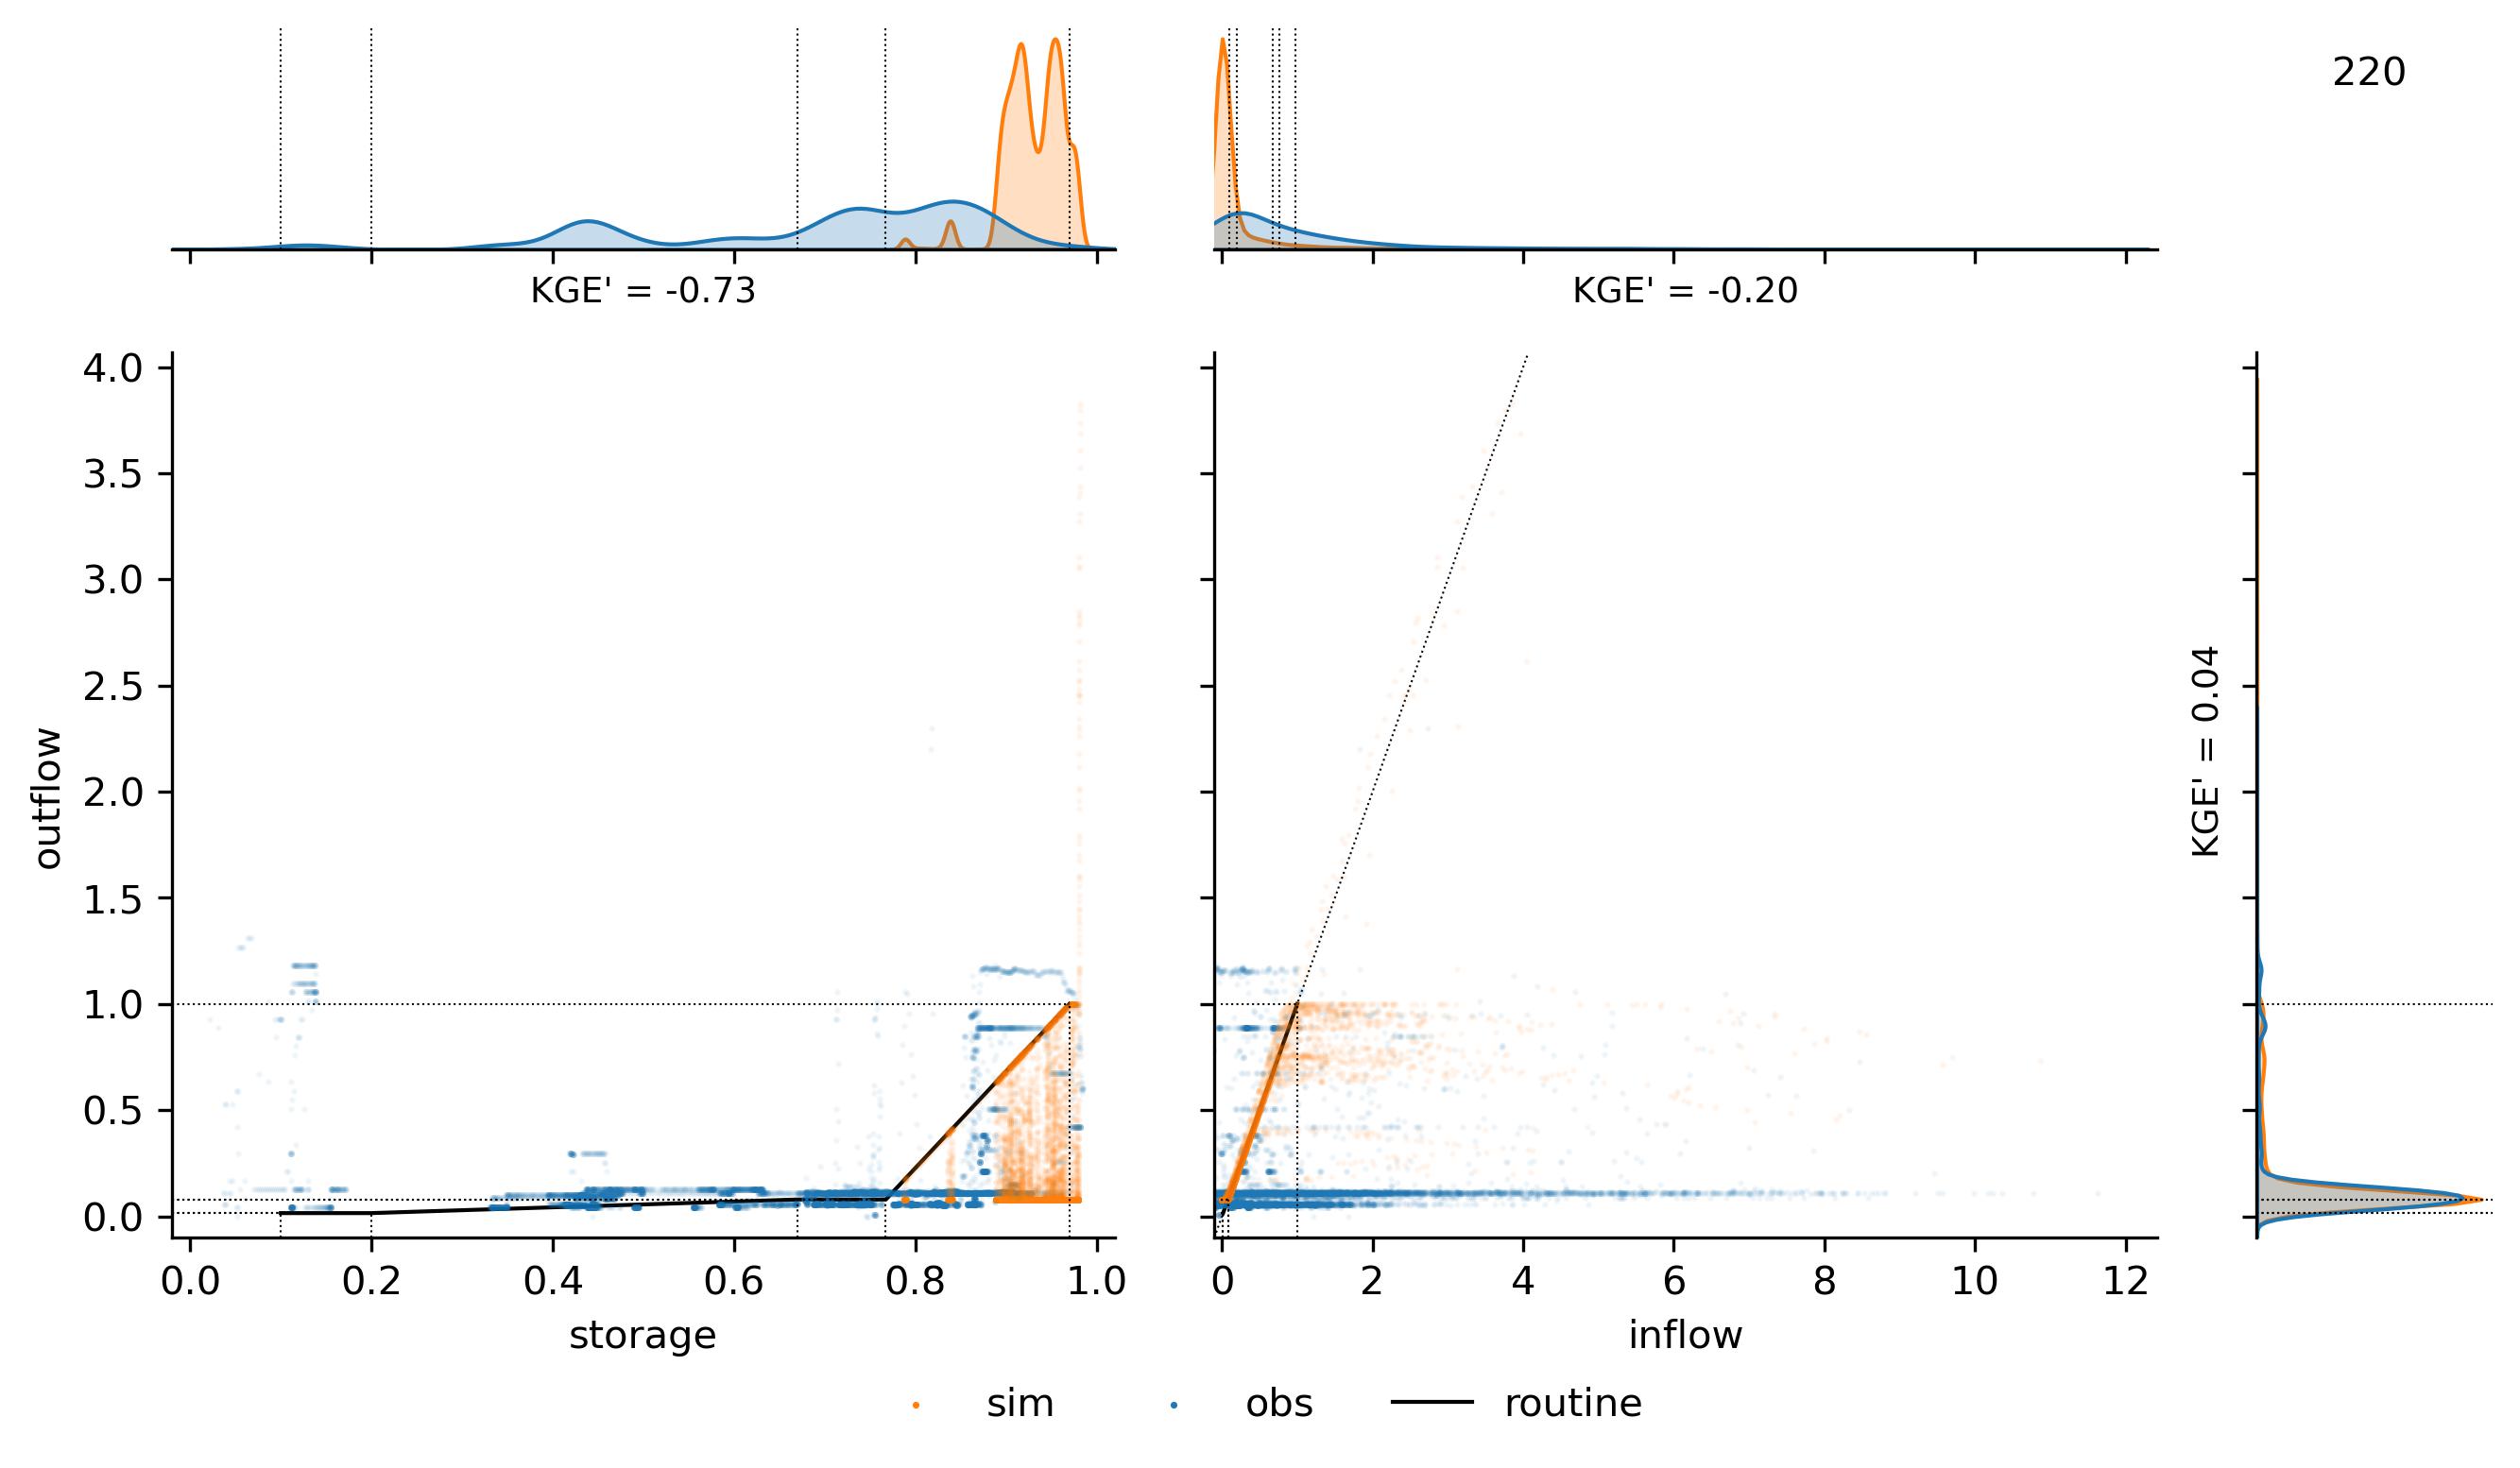 220
KGE' = -0.73
KGE' = -0.20
4.0
3.5
3.0
2.5
2.0
1.5
1.0
0.5
0.0
outflow
KGE' = 0.04
0.0 0.2 0.4 0.6 0.8 1.0
storage
0 2 4 6 8 10 12
inflow
sim obs routine